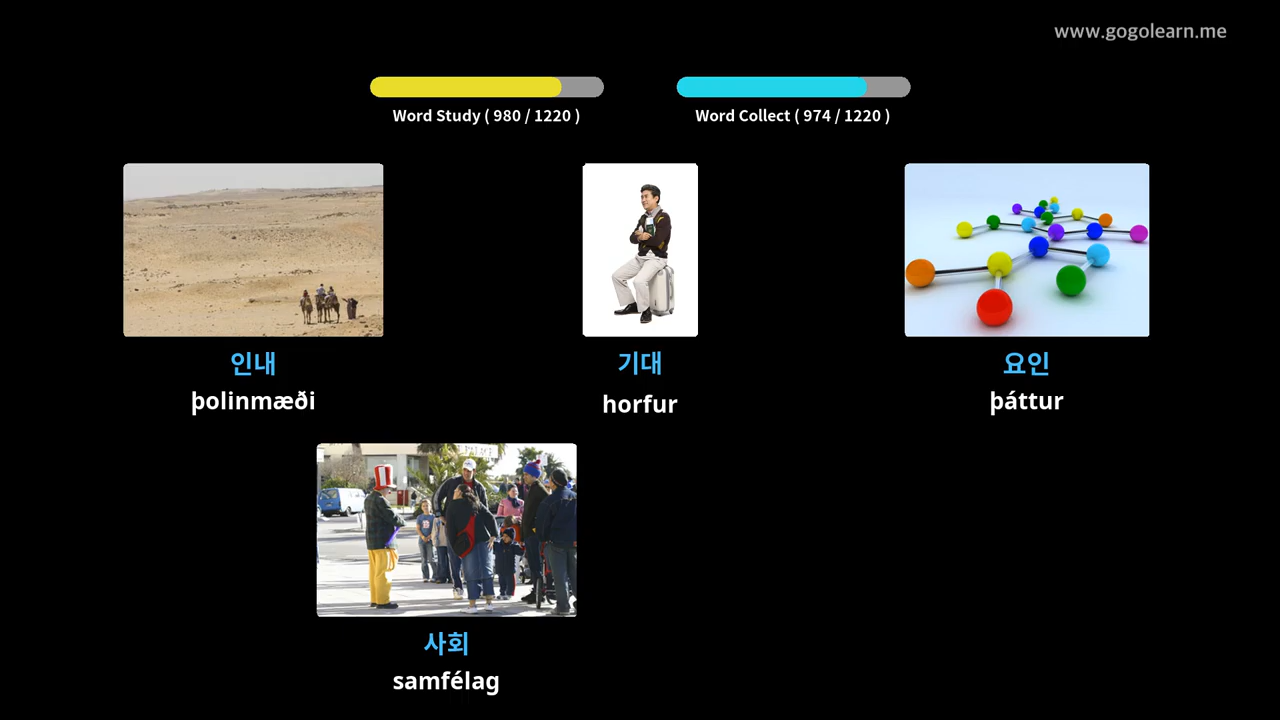 www.gogolearn.me
Word Study ( 980 / 1220 )
Word Collect ( 974 / 1220 )
인내
þolinmæði
기대
horfur
요인
þáttur
사회
samfélag